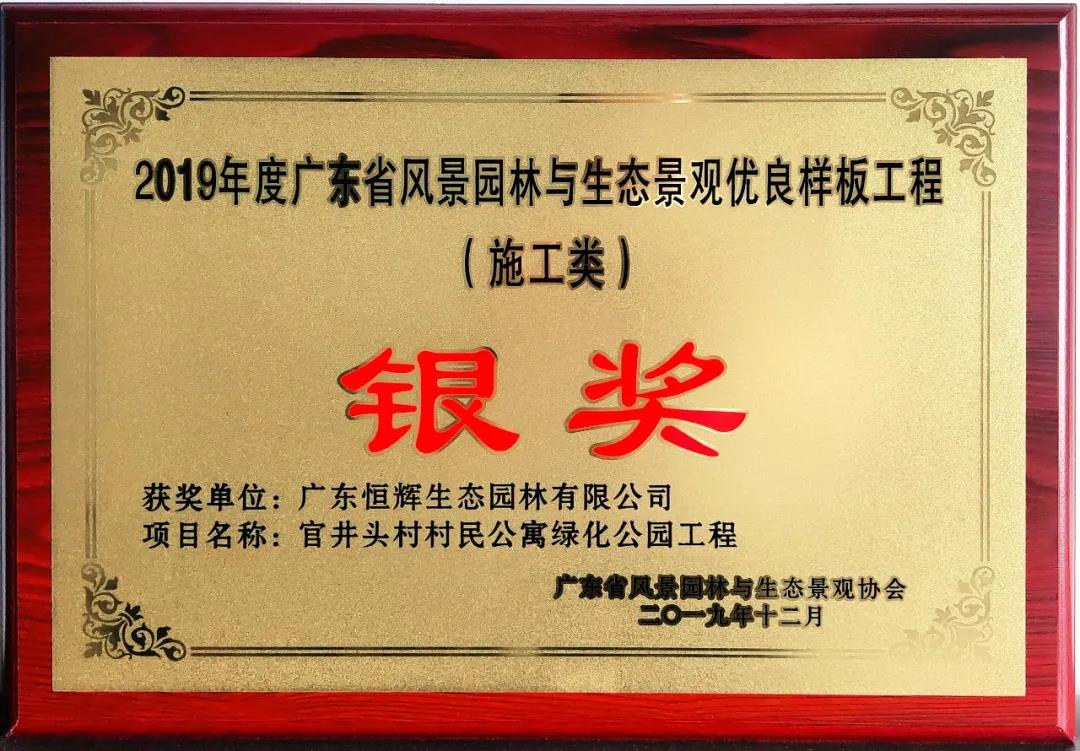 2019年度广东省风景园林与生态景观优良样板工程
（施工类）
银奖
获奖单位：广东恒辉生态园林有限公司
项目名称：官井头村村民公寓绿化公园工程
广东省风景园林与生态景观协会
二〇一九年十二月